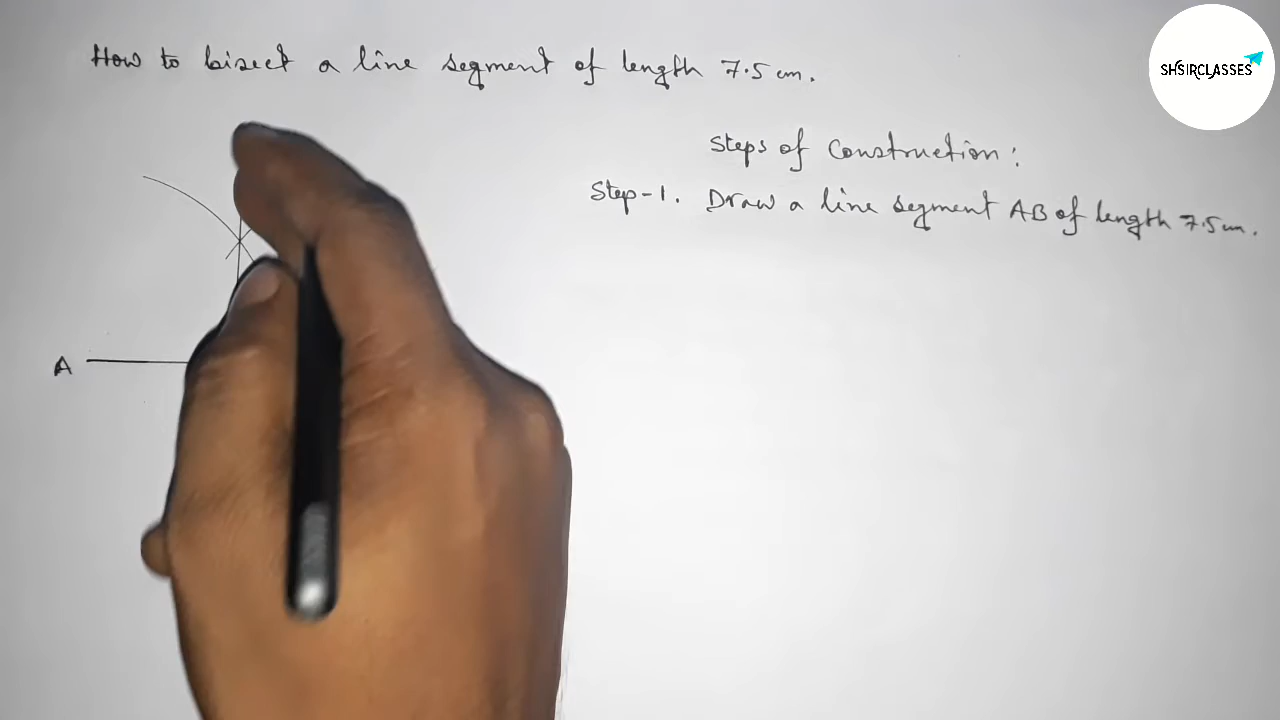 How to bisect a line segment of length 7.5 cm.
SHSIRCLASSES
Steps of Construction:
Step-1. Draw a line segment AB of length 7.5 cm.
A